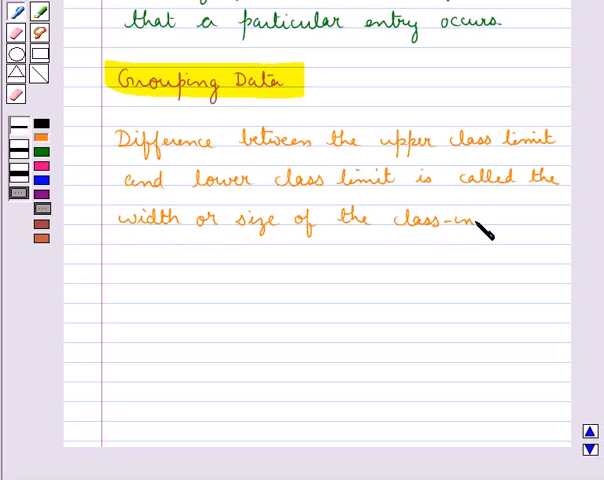 that a particular entry occurs.
Grouping Data
Difference between the upper class limit
and lower class limit is called the
width or size of the class-in